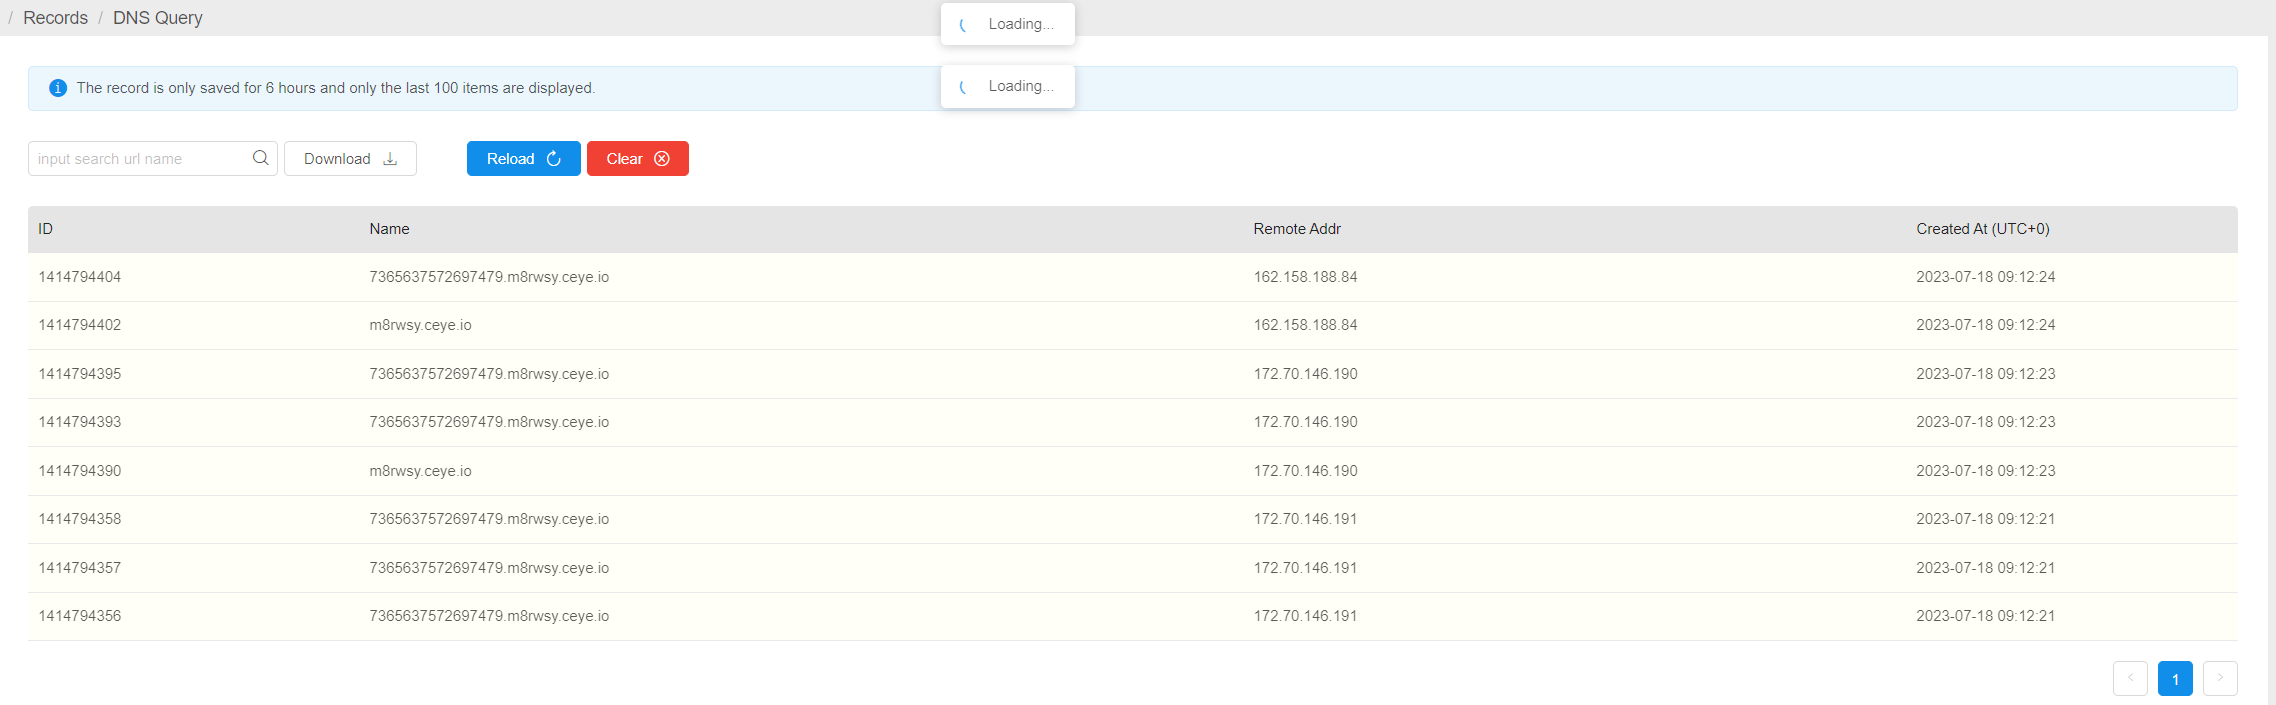 / Records / DNS Query
Loading...
The record is only saved for 6 hours and only the last 100 items are displayed.
Loading...
input search url name Download Reload Clear
ID Name Remote Addr Created At (UTC+0)
1414794404 7365637572697479.m8rwsy.ceye.io 162.158.188.84 2023-07-18 09:12:24
1414794402 m8rwsy.ceye.io 162.158.188.84 2023-07-18 09:12:24
1414794395 7365637572697479.m8rwsy.ceye.io 172.70.146.190 2023-07-18 09:12:23
1414794393 7365637572697479.m8rwsy.ceye.io 172.70.146.190 2023-07-18 09:12:23
1414794390 m8rwsy.ceye.io 172.70.146.190 2023-07-18 09:12:23
1414794358 7365637572697479.m8rwsy.ceye.io 172.70.146.191 2023-07-18 09:12:21
1414794357 7365637572697479.m8rwsy.ceye.io 172.70.146.191 2023-07-18 09:12:21
1414794356 7365637572697479.m8rwsy.ceye.io 172.70.146.191 2023-07-18 09:12:21
< 1 >